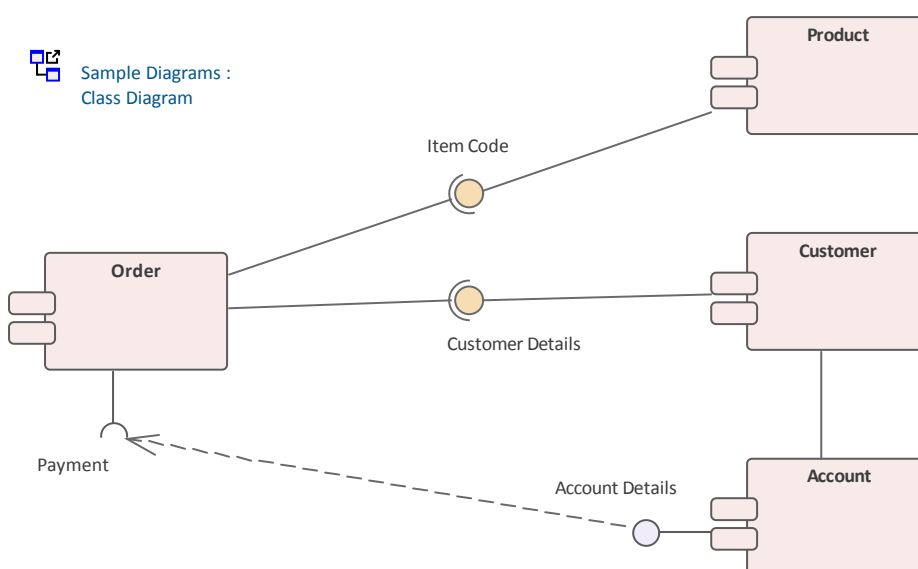 Product
Sample Diagrams :
Class Diagram
Item Code
Customer
Order
Customer Details
Payment
Account
Account Details